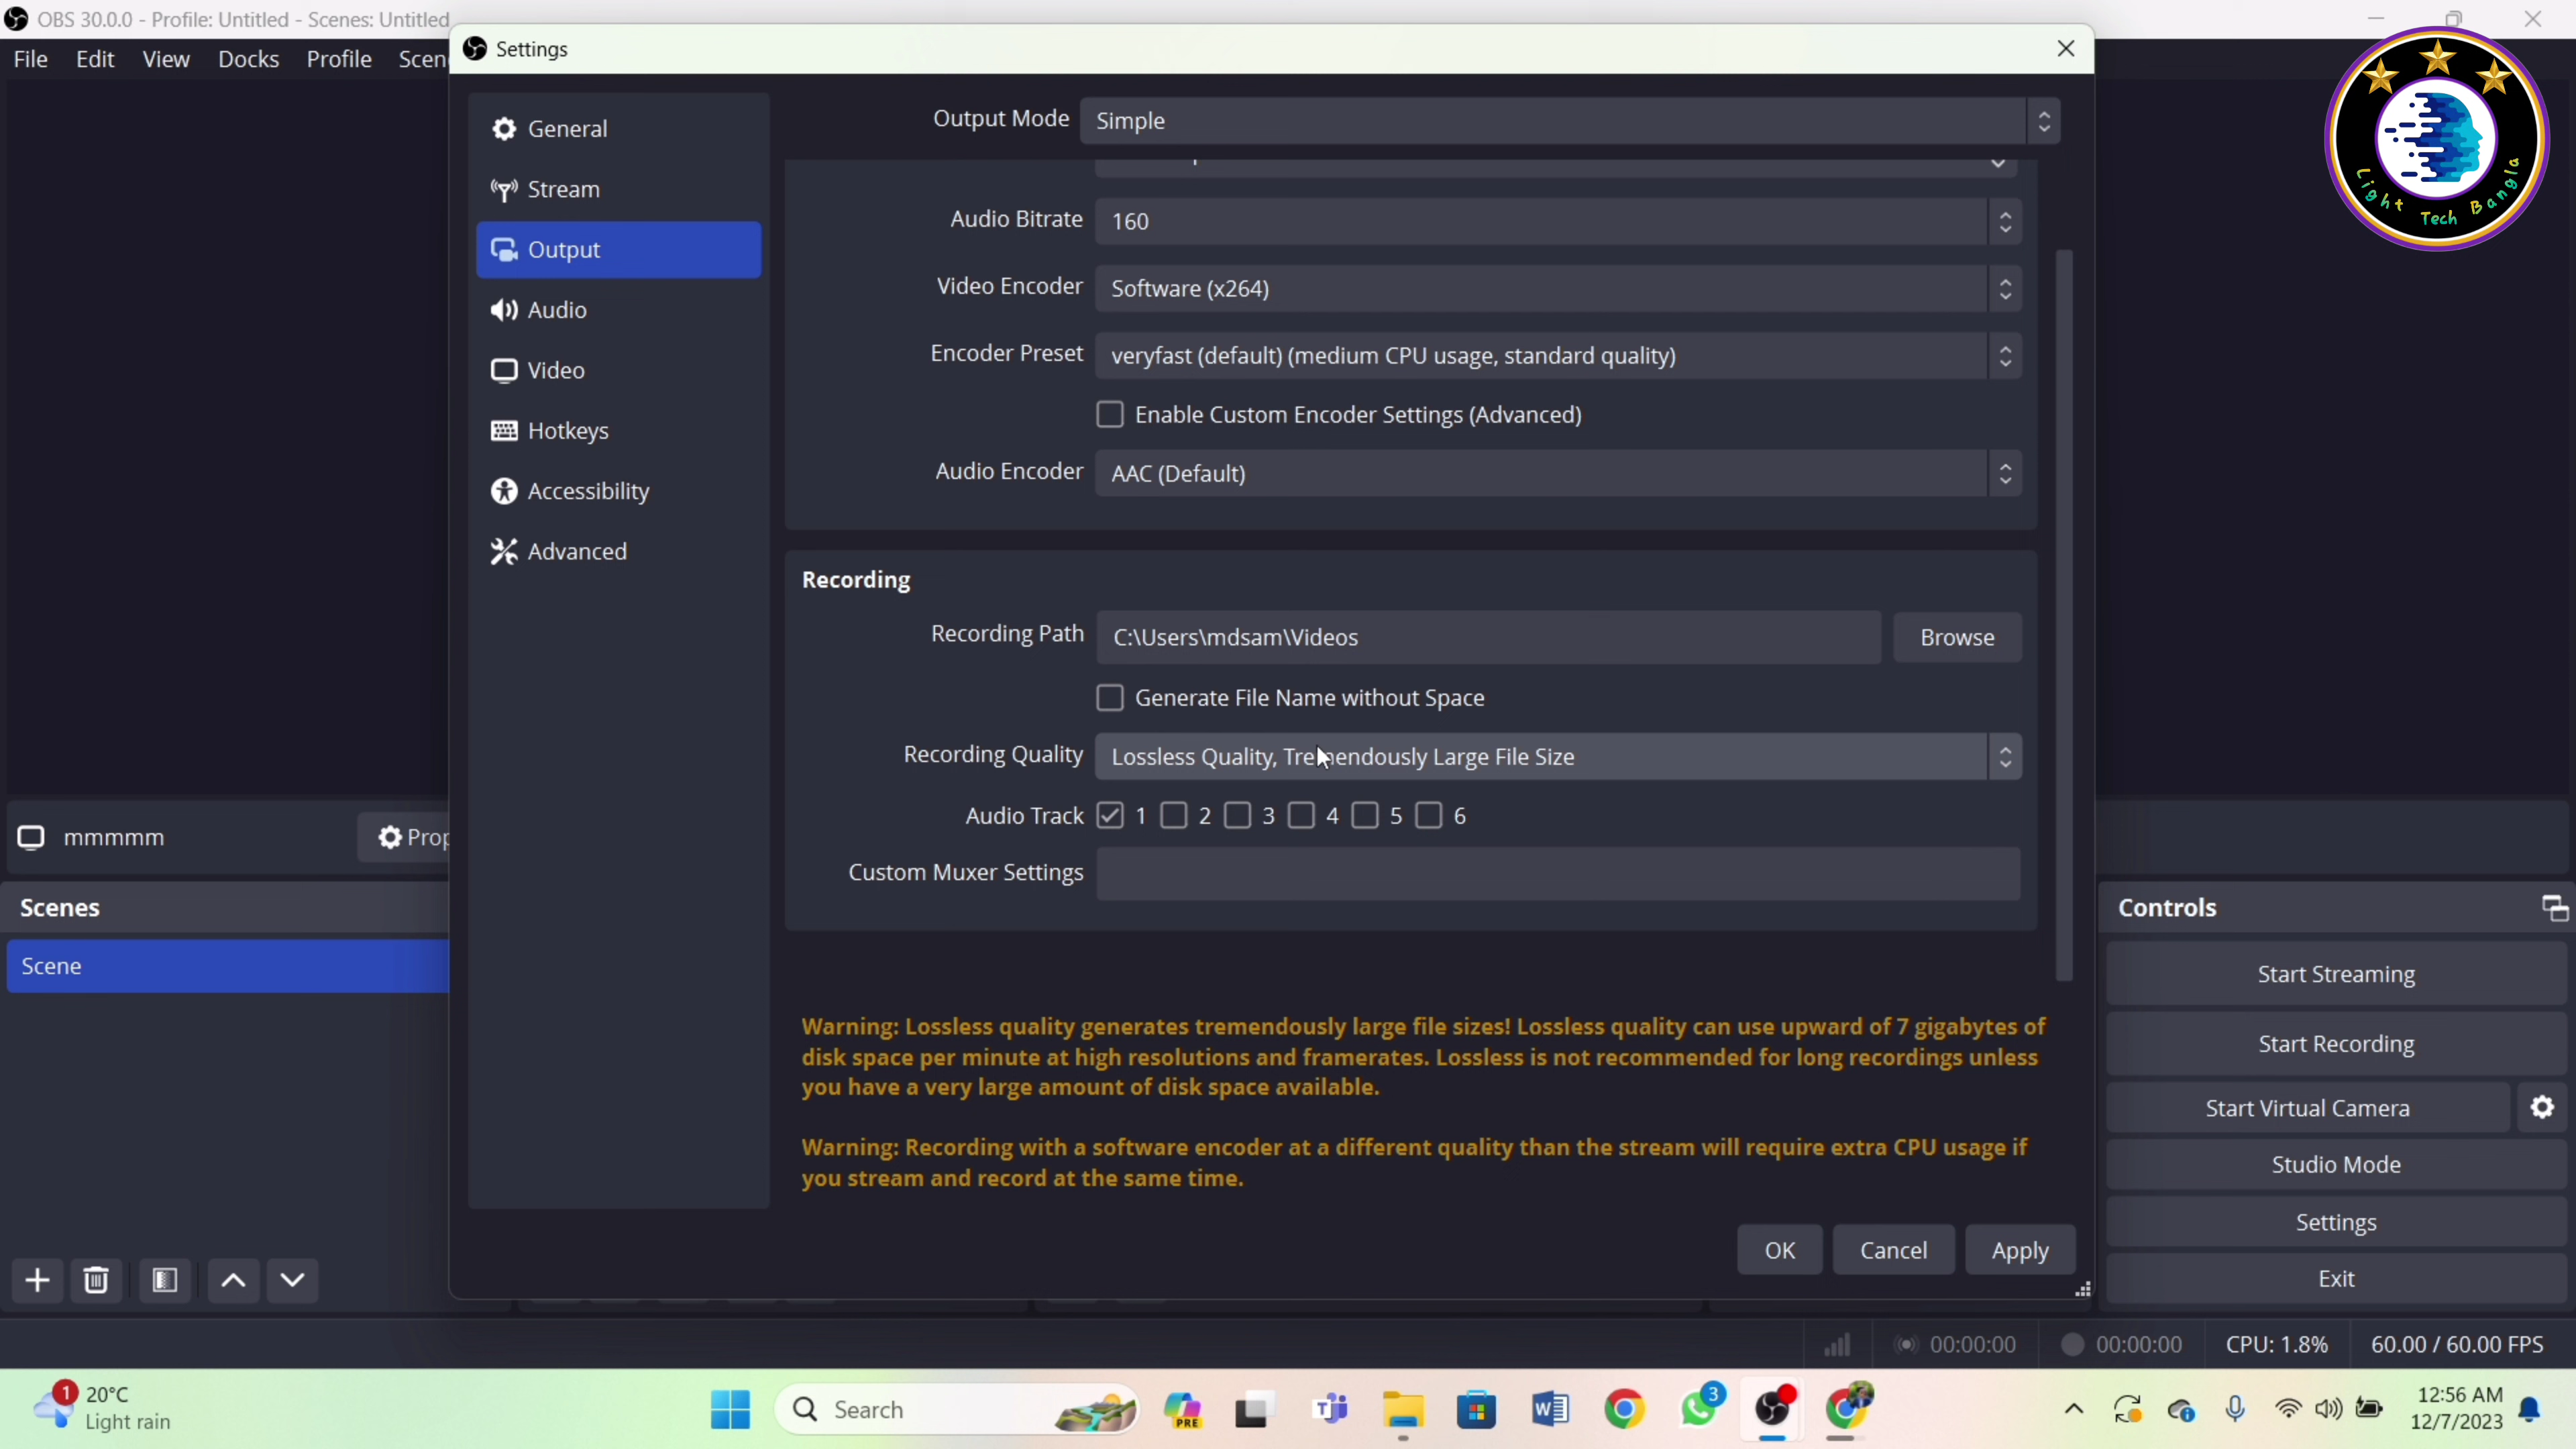 OBS 30.0.0 - Profile: Untitled - Scenes: Untitled
File Edit View Docks Profile Scen
Settings
General
Stream
Output
Audio
Video
Hotkeys
Accessibility
Advanced
Output Mode Simple
Audio Bitrate 160
Video Encoder Software (x264)
Encoder Preset veryfast (default) (medium CPU usage, standard quality)
Enable Custom Encoder Settings (Advanced)
Audio Encoder AAC (Default)
Recording
Recording Path C:\Users\mdsam\Videos Browse
Generate File Name without Space
Recording Quality Lossless Quality, Tremendously Large File Size
Audio Track 1 2 3 4 5 6
Custom Muxer Settings
Warning: Lossless quality generates tremendously large file sizes! Lossless quality can use upward of 7 gigabytes of
disk space per minute at high resolutions and framerates. Lossless is not recommended for long recordings unless
you have a very large amount of disk space available.
Warning: Recording with a software encoder at a different quality than the stream will require extra CPU usage if
you stream and record at the same time.
OK Cancel Apply
Light Tech Bangla
mmmmm Prop
Scenes
Scene
Controls
Start Streaming
Start Recording
Start Virtual Camera
Studio Mode
Settings
Exit
00:00:00 00:00:00 CPU: 1.8% 60.00 / 60.00 FPS
1 20°C
Light rain
Search
PRE
3
12:56 AM
12/7/2023